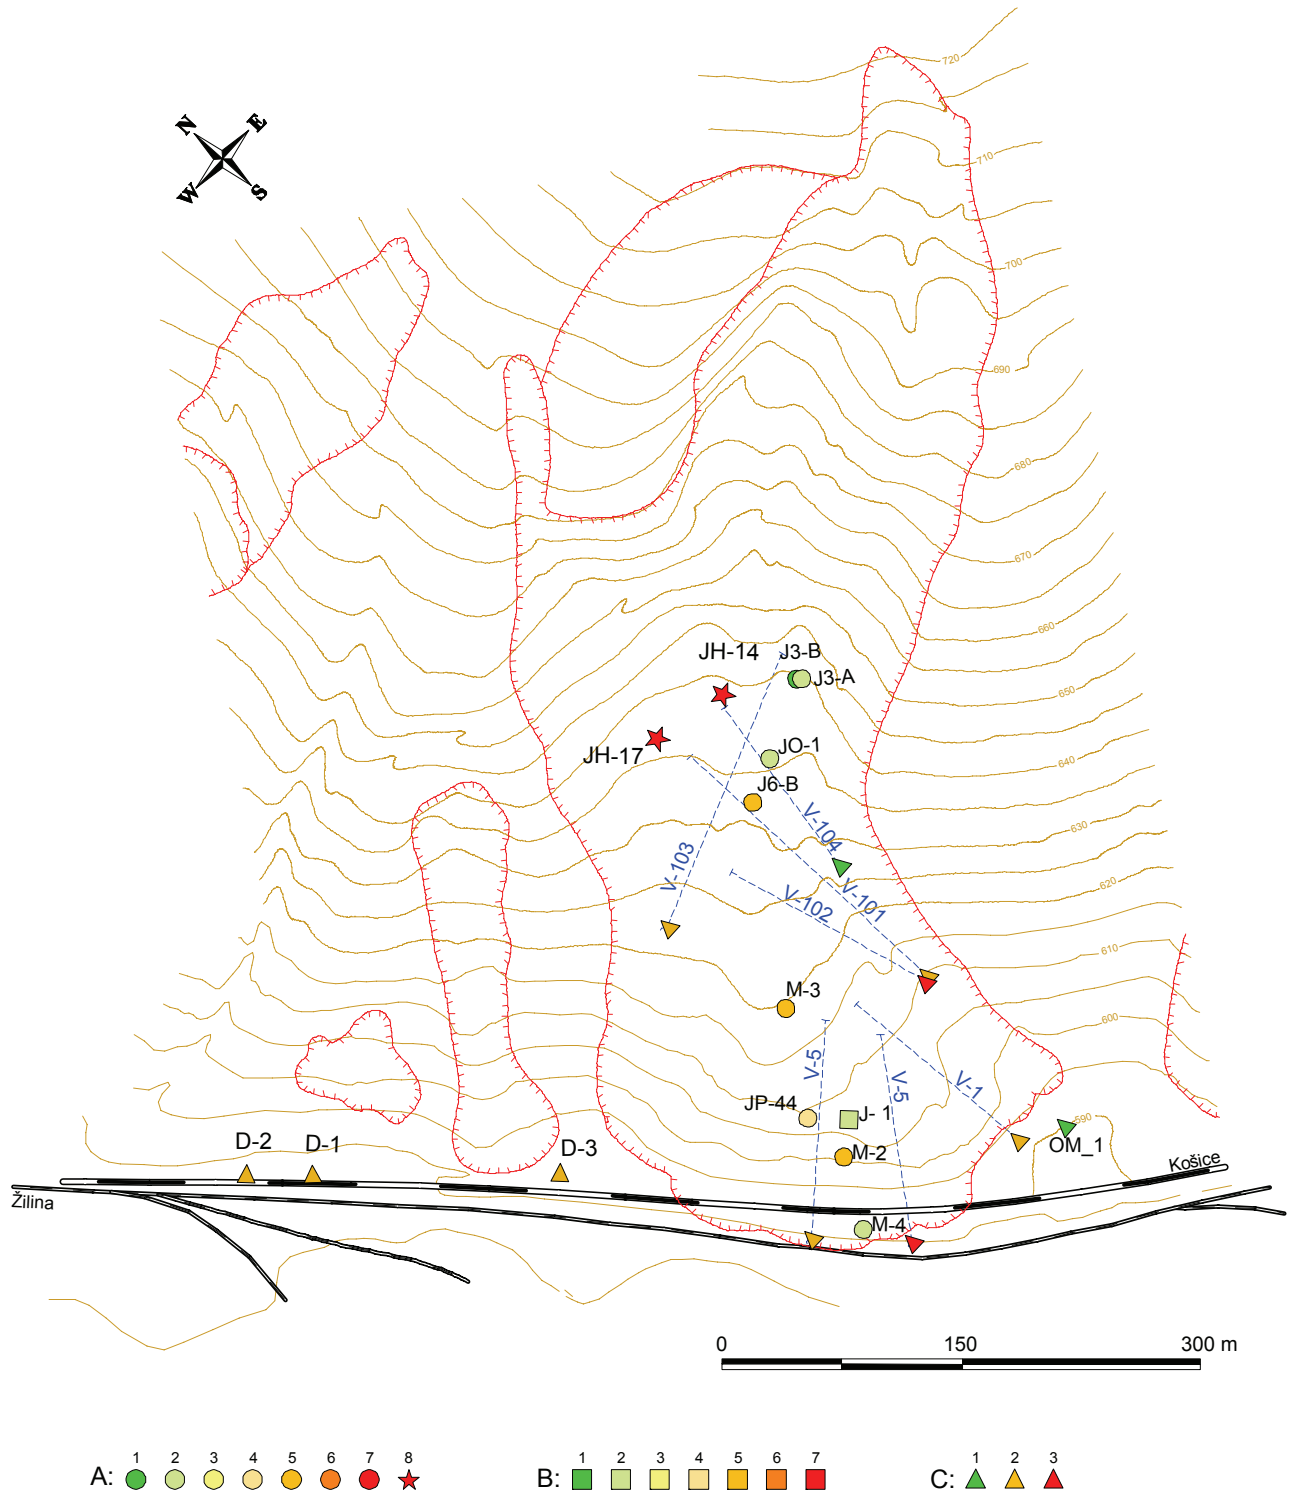 720
N E
W S
710
700
690
680
670
660
JH-14 J3-B
J3-A
650
JH-17 JO-1
640
J6-B
V-104
630
V-103
V-101
620
V-102
610
M-3
600
V-5
V-5
V-1
JP-44
J- 1
590
D-2 D-1 D-3
M-2
OM_1
Košice
Žilina
M-4
0 150 300 m
1 2 3 4 5 6 7 8
A:
1 2 3 4 5 6 7
B:
1 2 3
C: